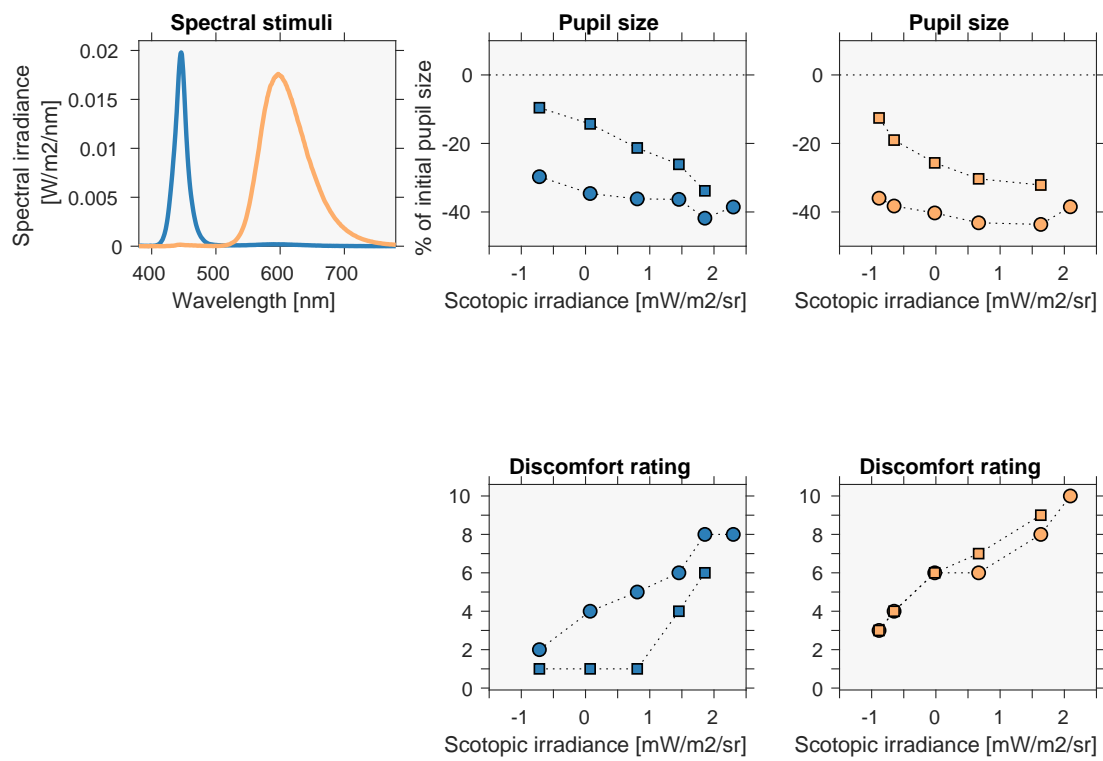 Spectral stimuli
Spectral irradiance
[W/m2/nm]
0.02
0.015
0.01
0.005
0
400 500 600 700
Wavelength [nm]
Pupil size
% of initial pupil size
0
-20
-40
-1 0 1 2
Scotopic irradiance [mW/m2/sr]
Pupil size
0
-20
-40
-1 0 1 2
Scotopic irradiance [mW/m2/sr]
Discomfort rating
10
8
6
4
2
0
-1 0 1 2
Scotopic irradiance [mW/m2/sr]
Discomfort rating
10
8
6
4
2
0
-1 0 1 2
Scotopic irradiance [mW/m2/sr]